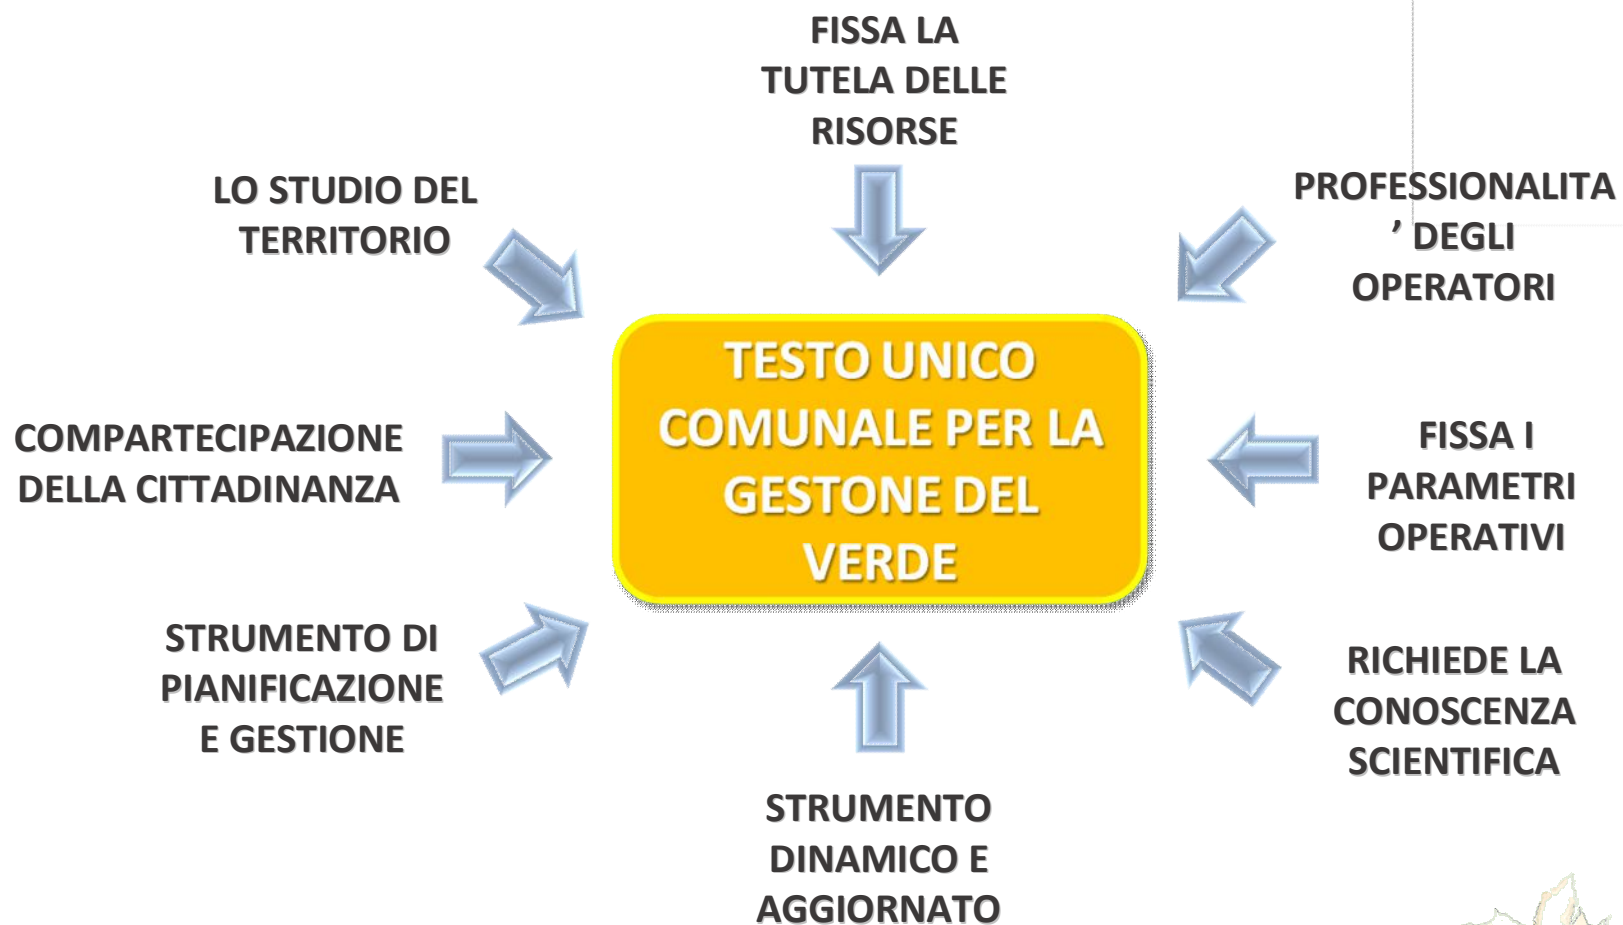 FISSA LA
TUTELA DELLE
RISORSE
LO STUDIO DEL
TERRITORIO
PROFESSIONALITA
’ DEGLI
OPERATORI
TESTO UNICO
COMUNALE PER LA
GESTONE DEL
VERDE
COMPARTECIPAZIONE
DELLA CITTADINANZA
FISSA I
PARAMETRI
OPERATIVI
STRUMENTO DI
PIANIFICAZIONE
E GESTIONE
RICHIEDE LA
CONOSCENZA
SCIENTIFICA
STRUMENTO
DINAMICO E
AGGIORNATO